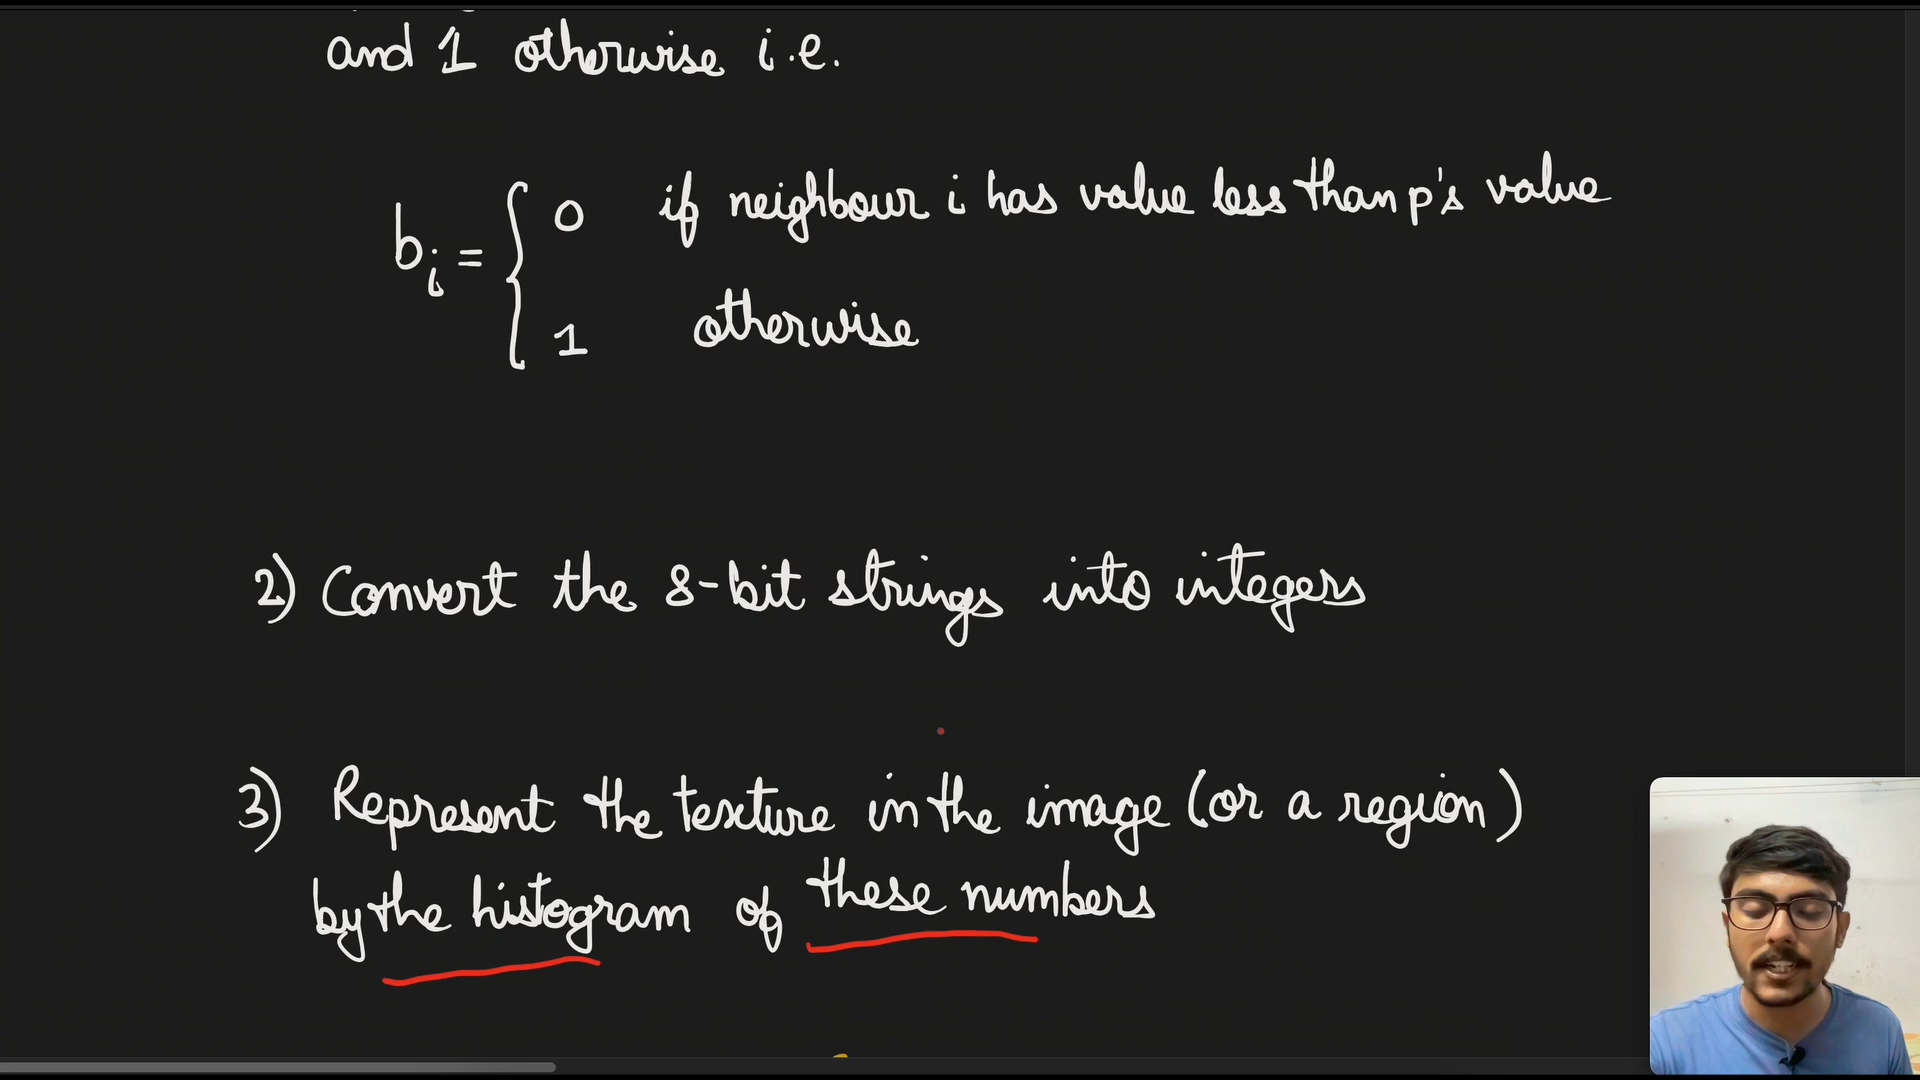 and 1 otherwise i.e.
bi = { 0 if neighbour i has value less than p's value
1 otherwise
2) Convert the 8-bit strings into integers
3) Represent the texture in the image (or a region)
by the histogram of these numbers